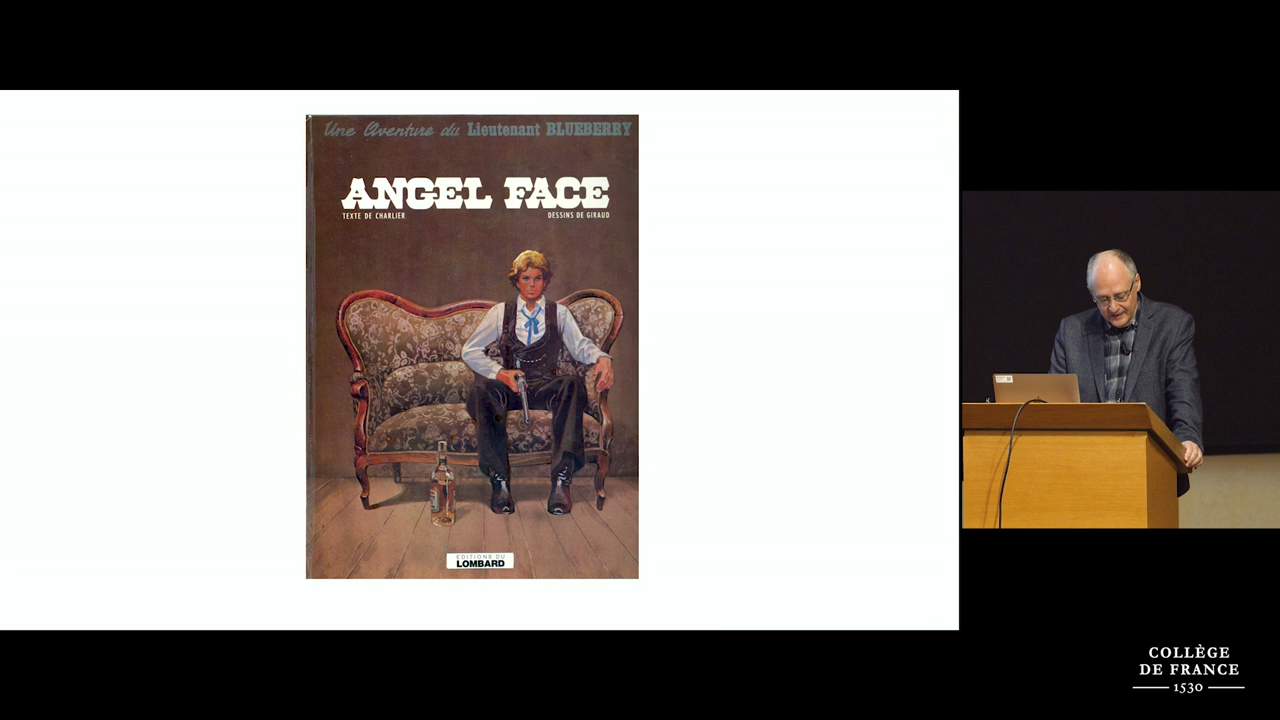 Une Aventure du Lieutenant BLUEBERRY
ANGEL FACE
TEXTE DE CHARLIER
DESSINS DE GIRAUD
EDITIONS DU
LOMBARD
COLLÈGE
DE FRANCE
1530